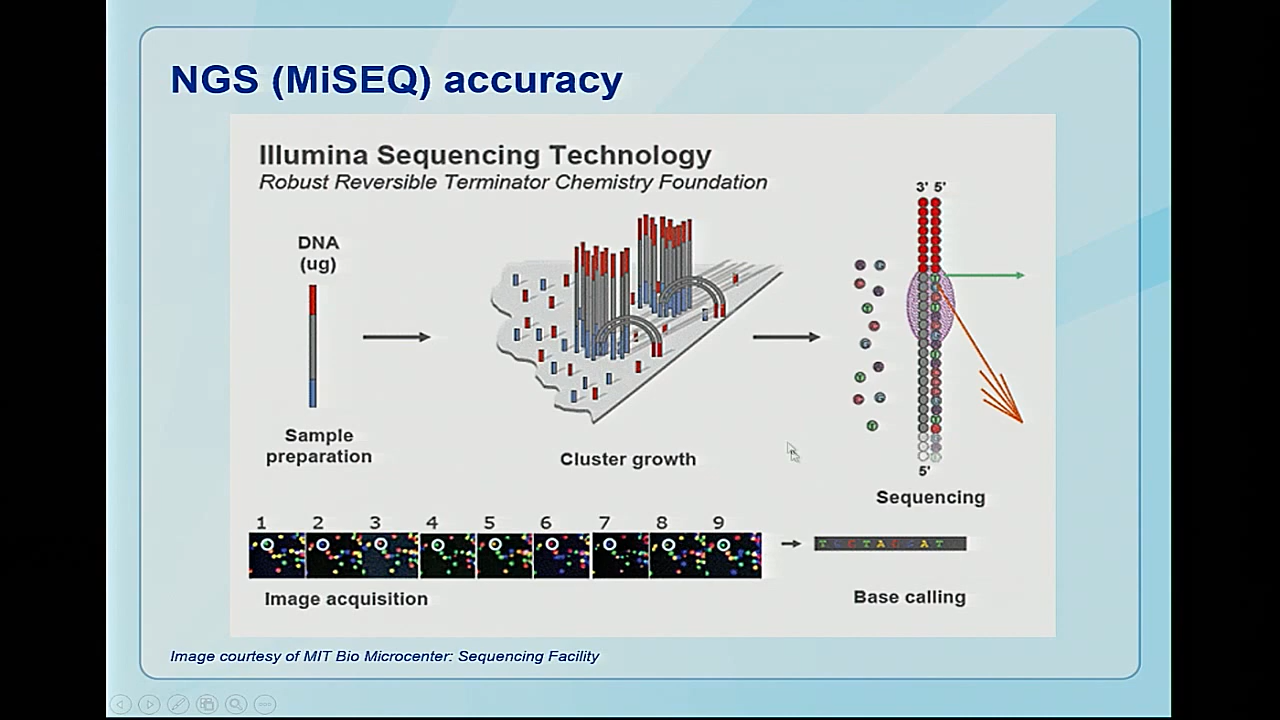 NGS (MiSEQ) accuracy
Illumina Sequencing Technology
Robust Reversible Terminator Chemistry Foundation
DNA
(ug)
Sample
preparation
Cluster growth
3' 5'
5'
Sequencing
1 2 3 4 5 6 7 8 9
Image acquisition
Base calling
Image courtesy of MIT Bio Microcenter: Sequencing Facility